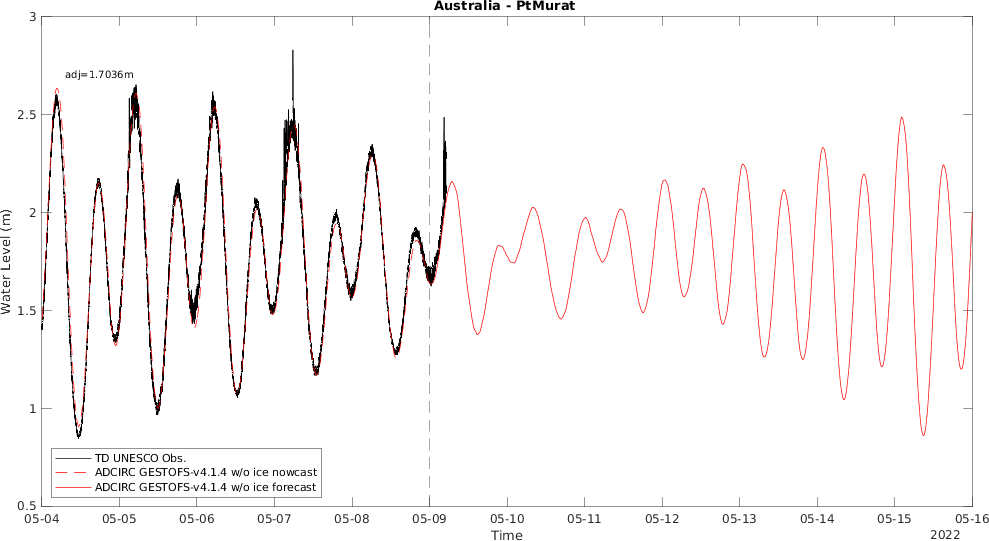 Australia - PtMurat
adj=1.7036m
Water Level (m)
3
2.5
2
1.5
1
0.5
TD UNESCO Obs.
ADCIRC GESTOFS-v4.1.4 w/o ice nowcast
ADCIRC GESTOFS-v4.1.4 w/o ice forecast
05-04 05-05 05-06 05-07 05-08 05-09 05-10 05-11 05-12 05-13 05-14 05-15 05-16
Time
2022